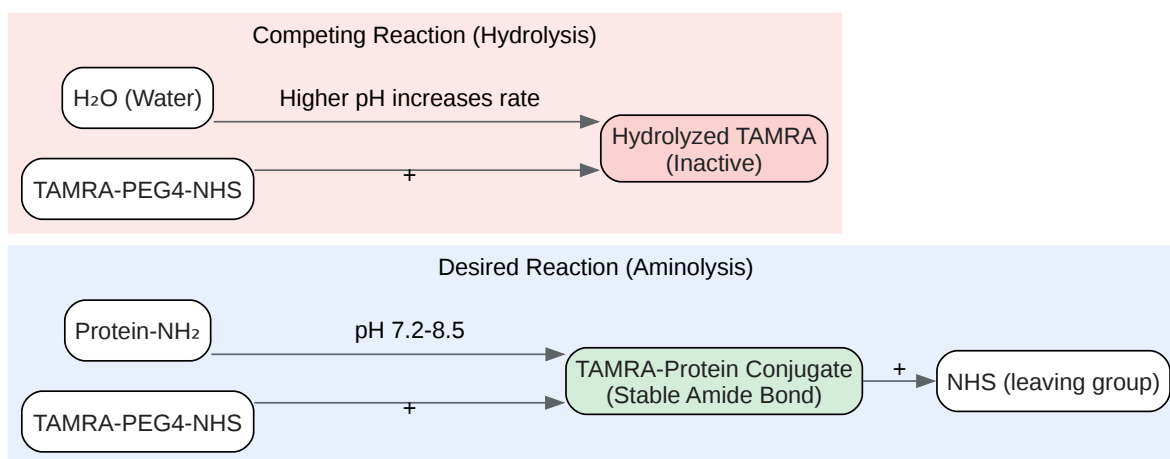 Competing Reaction (Hydrolysis)
H₂O (Water)
Higher pH increases rate
Hydrolyzed TAMRA
(Inactive)
TAMRA-PEG4-NHS
+
Desired Reaction (Aminolysis)
Protein-NH₂
pH 7.2-8.5
TAMRA-Protein Conjugate
(Stable Amide Bond)
+
NHS (leaving group)
TAMRA-PEG4-NHS
+